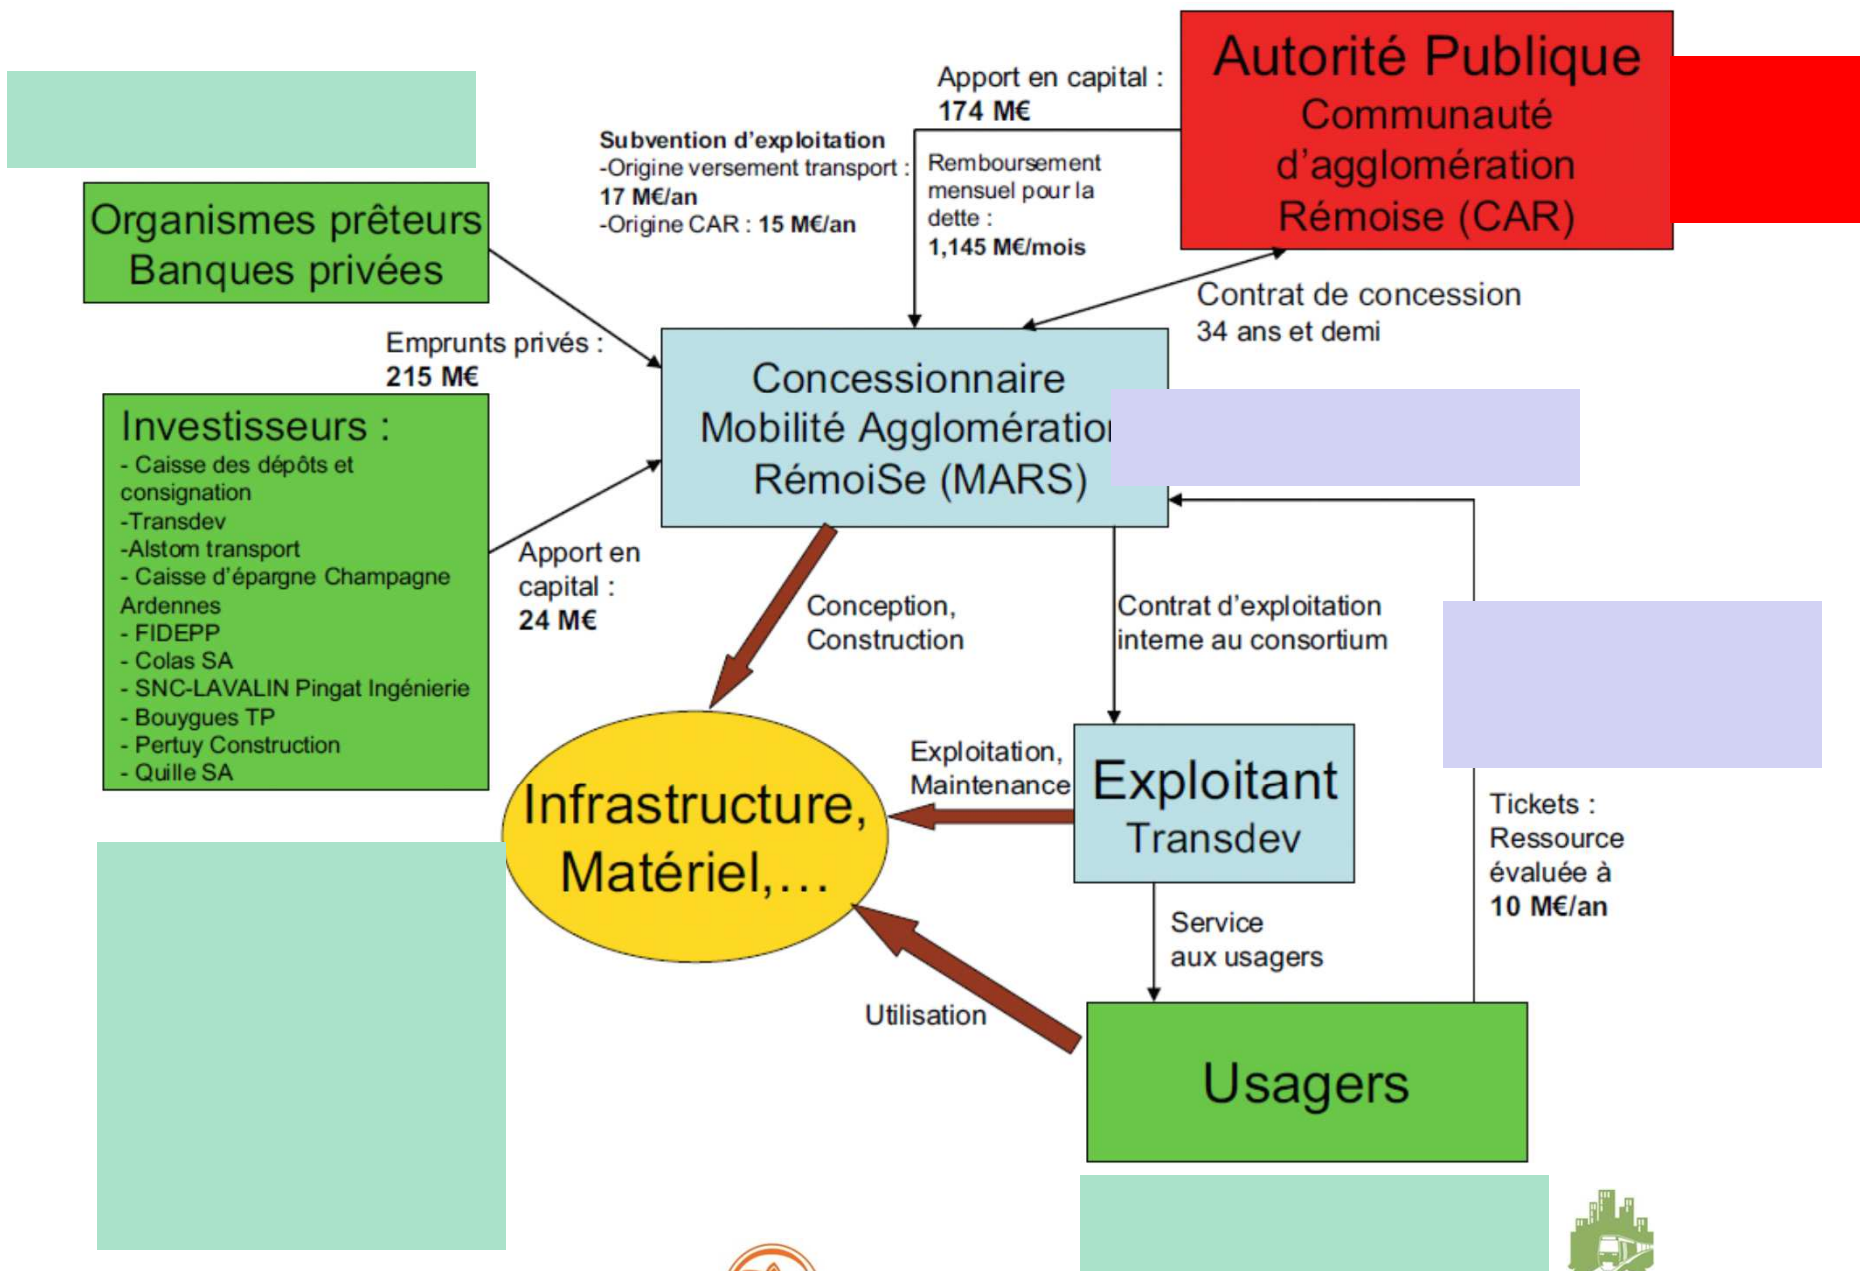 Autorité Publique
Communauté
d'agglomération
Rémoise (CAR)
Apport en capital :
174 M€
Subvention d'exploitation
-Origine versement transport :
17 M€/an
-Origine CAR : 15 M€/an
Remboursement
mensuel pour la
dette :
1,145 M€/mois
Organismes prêteurs
Banques privées
Contrat de concession
34 ans et demi
Emprunts privés :
215 M€
Concessionnaire
Mobilité Agglomératio
RémoiSe (MARS)
Investisseurs :
- Caisse des dépôts et
consignation
-Transdev
-Alstom transport
- Caisse d'épargne Champagne
Ardennes
- FIDEPP
- Colas SA
- SNC-LAVALIN Pingat Ingénierie
- Bouygues TP
- Pertuy Construction
- Quille SA
Apport en
capital :
24 M€
Conception,
Construction
Contrat d'exploitation
interne au consortium
Exploitation,
Maintenance
Exploitant
Transdev
Infrastructure,
Matériel,…
Tickets :
Ressource
évaluée à
10 M€/an
Service
aux usagers
Utilisation
Usagers